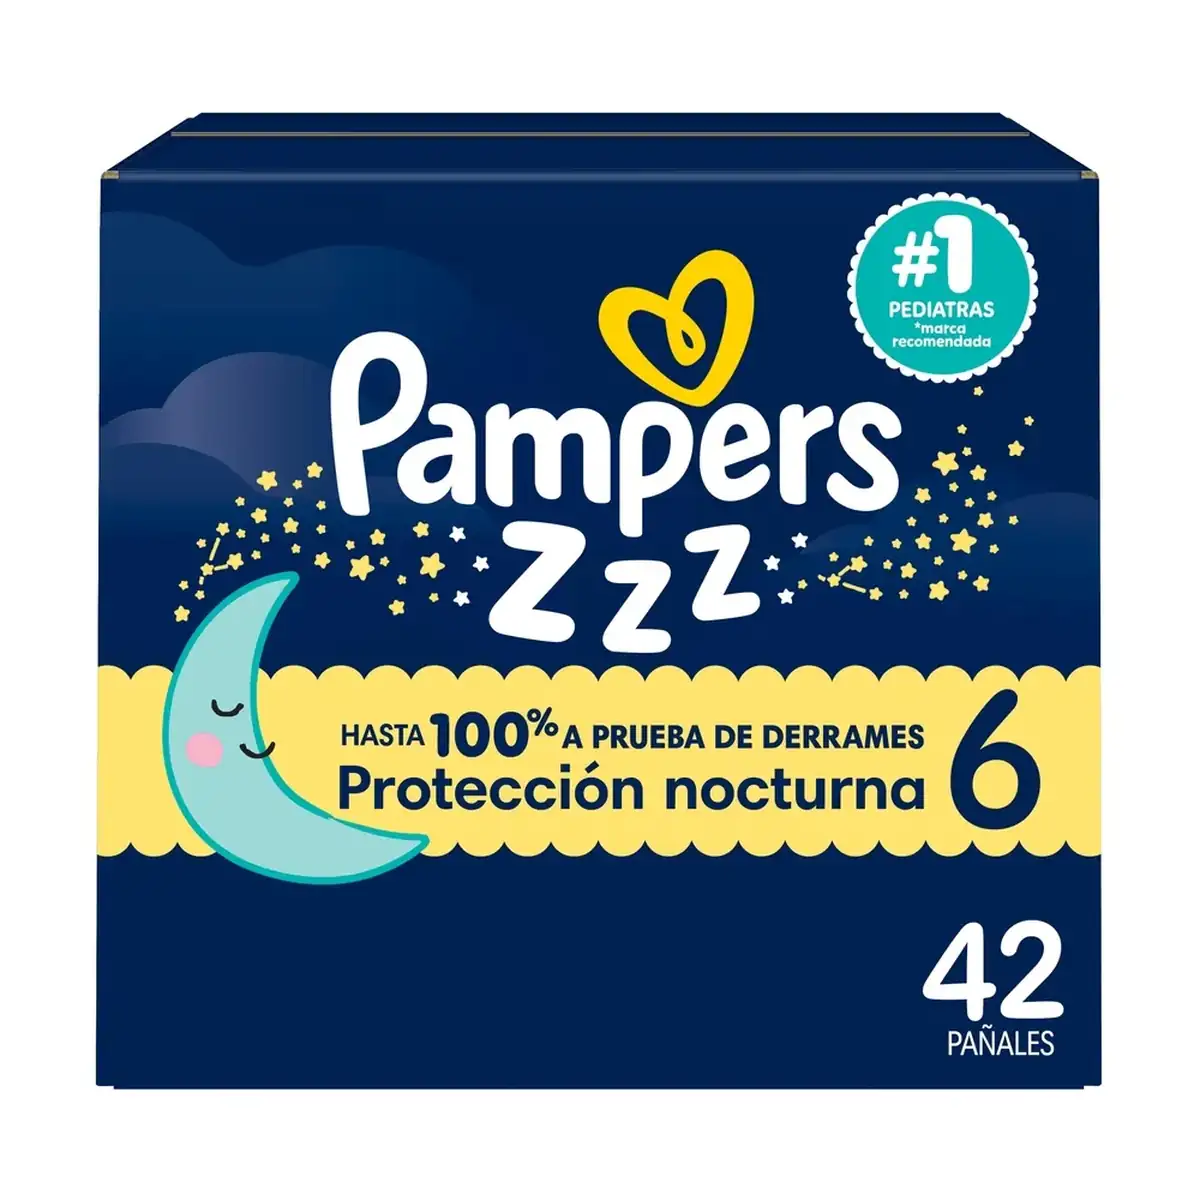 #1
PEDIATRAS
*marca
recomendada
Pampers
zzz
HASTA 100% A PRUEBA DE DERRAMES
Protección nocturna
6
42
PAÑALES